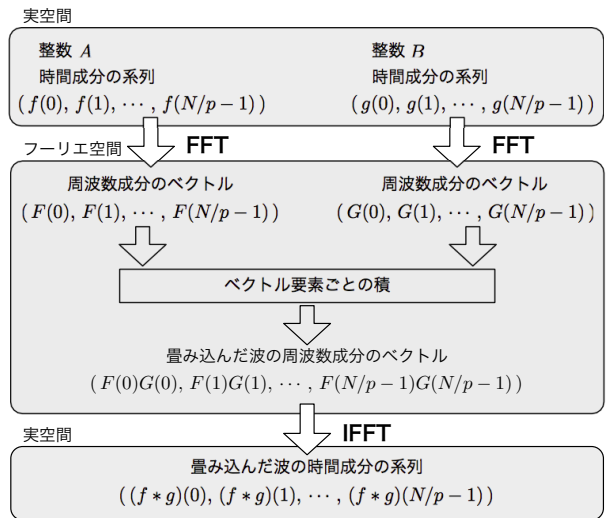 実空間
整数 A
時間成分の系列
( f(0), f(1), ⋯ , f(N/p − 1) )
整数 B
時間成分の系列
( g(0), g(1), ⋯ , g(N/p − 1) )
フーリエ空間
FFT
FFT
周波数成分のベクトル
( F(0), F(1), ⋯ , F(N/p − 1) )
周波数成分のベクトル
( G(0), G(1), ⋯ , G(N/p − 1) )
ベクトル要素ごとの積
畳み込んだ波の周波数成分のベクトル
( F(0)G(0), F(1)G(1), ⋯ , F(N/p − 1)G(N/p − 1) )
実空間
IFFT
畳み込んだ波の時間成分の系列
( (f ∗ g)(0), (f ∗ g)(1), ⋯ , (f ∗ g)(N/p − 1) )